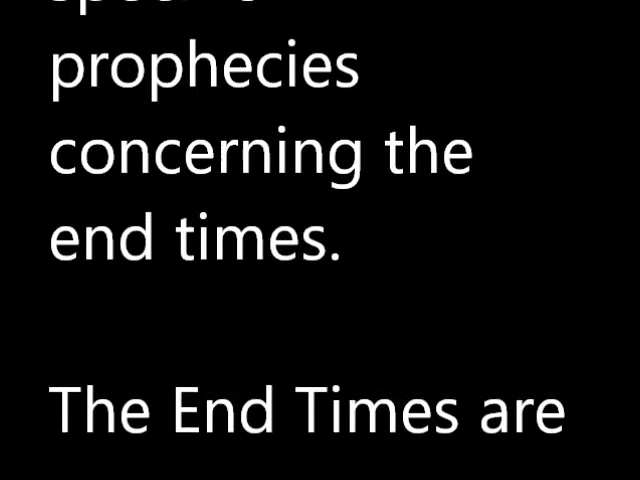 prophecies
concerning the
end times.
The End Times are